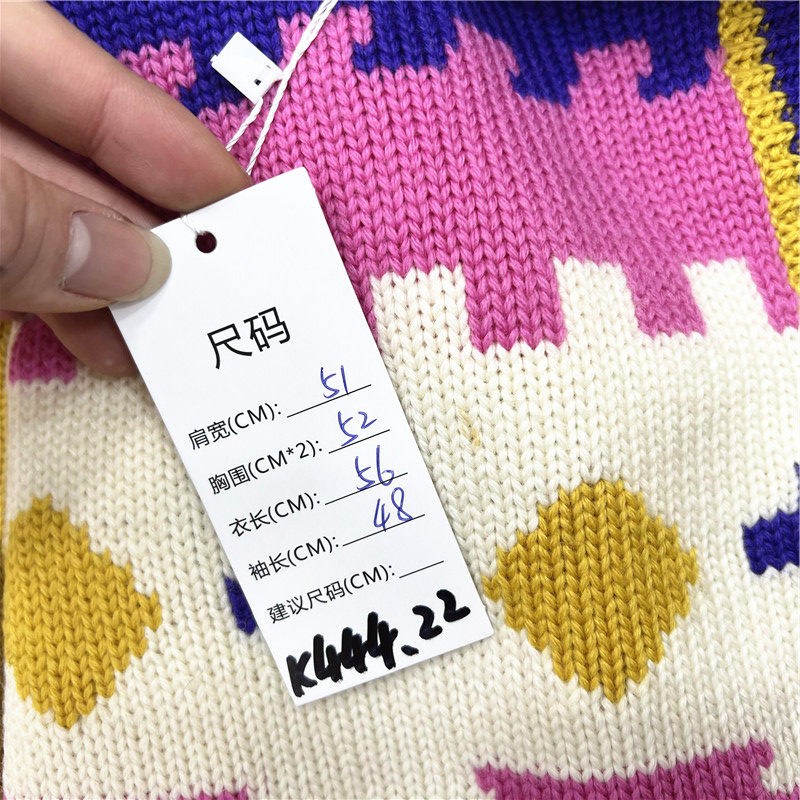 尺码
肩宽(CM): 51
胸围(CM*2): 52
衣长(CM): 56
袖长(CM): 48
建议尺码(CM):
K444.22